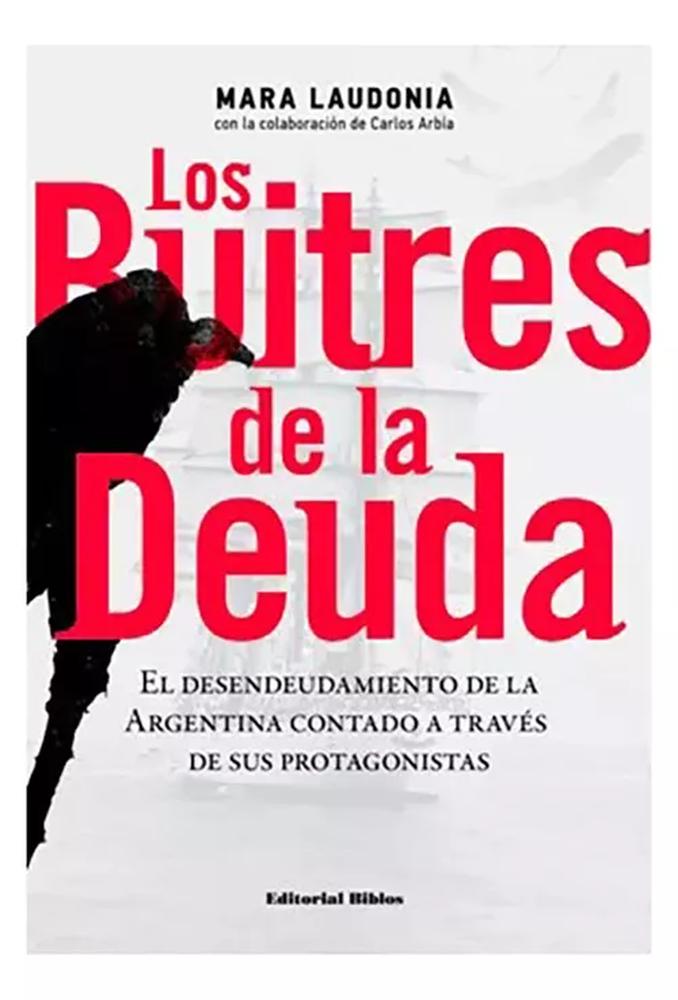 MARA LAUDONIA
con la colaboración de Carlos Arbía
Los
Buitres
de la
Deuda
El desendeudamiento de la
Argentina contado a través
de sus protagonistas
Editorial Biblos